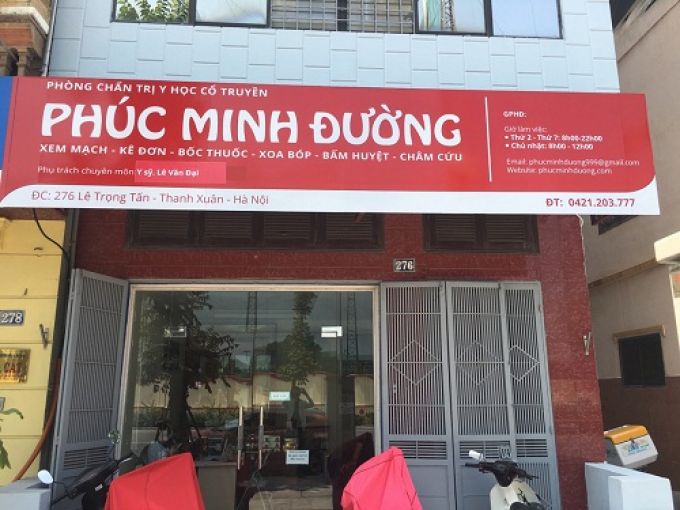 PHÒNG CHẨN TRỊ Y HỌC CỔ TRUYỀN
PHÚC MINH ĐƯỜNG
XEM MẠCH - KÊ ĐƠN - BỐC THUỐC - XOA BÓP - BẤM HUYỆT - CHÂM CỨU
Phụ trách chuyên môn Y sỹ. Lê Văn Đại
ĐC: 276 Lê Trọng Tấn - Thanh Xuân - Hà Nội
GPHĐ:
Giờ làm việc:
• Thứ 2 - Thứ 7: 8h00-22h00
• Chủ nhật: 8h00 - 12h00
Email: phucminhduong999@gmail.com
Website: phucminhduong.com
ĐT: 0421.203.777
276
278